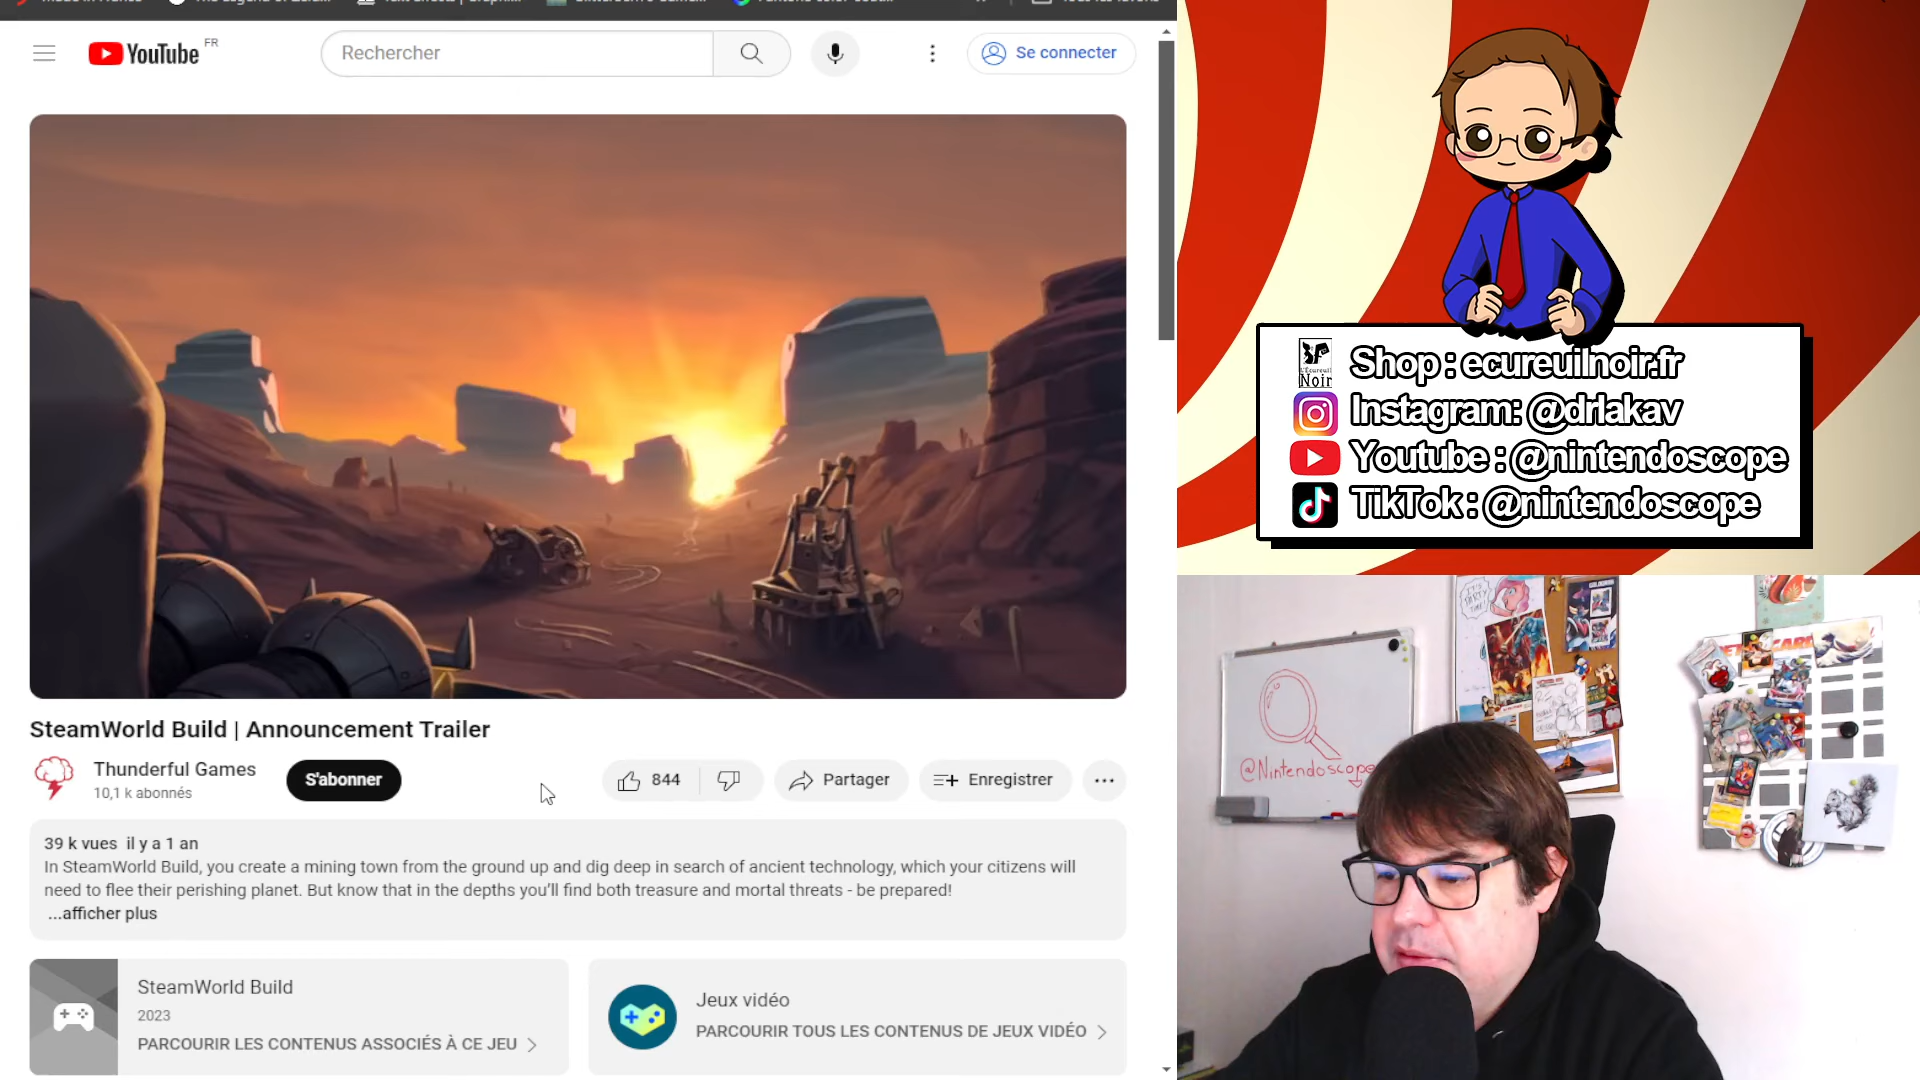 YouTube FR
Rechercher
Se connecter
SteamWorld Build | Announcement Trailer
Thunderful Games
10,1 k abonnés
S'abonner
844
Partager
Enregistrer
39 k vues il y a 1 an
In SteamWorld Build, you create a mining town from the ground up and dig deep in search of ancient technology, which your citizens will
need to flee their perishing planet. But know that in the depths you'll find both treasure and mortal threats - be prepared!
...afficher plus
SteamWorld Build
2023
PARCOURIR LES CONTENUS ASSOCIÉS À CE JEU
Jeux vidéo
PARCOURIR TOUS LES CONTENUS DE JEUX VIDÉO
L'Écureuil
Noir
Shop : ecureuilnoir.fr
Instagram: @drlakav
Youtube : @nintendoscope
TikTok : @nintendoscope
@Nintendoscope